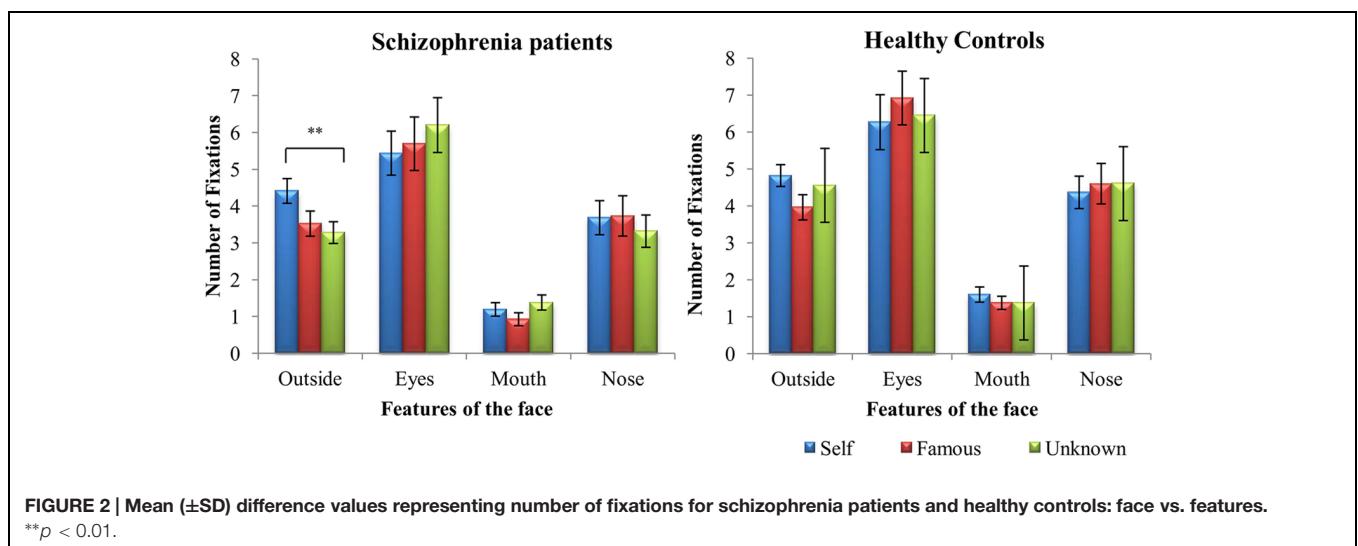 Schizophrenia patients
8
7
6
5
4
3
2
1
0
Number of Fixations
**
Outside Eyes Mouth Nose
Features of the face
Healthy Controls
8
7
6
5
4
3
2
1
0
Number of Fixations
Outside Eyes Mouth Nose
Features of the face
Self Famous Unknown
FIGURE 2 | Mean (±SD) difference values representing number of fixations for schizophrenia patients and healthy controls: face vs. features.
**p < 0.01.